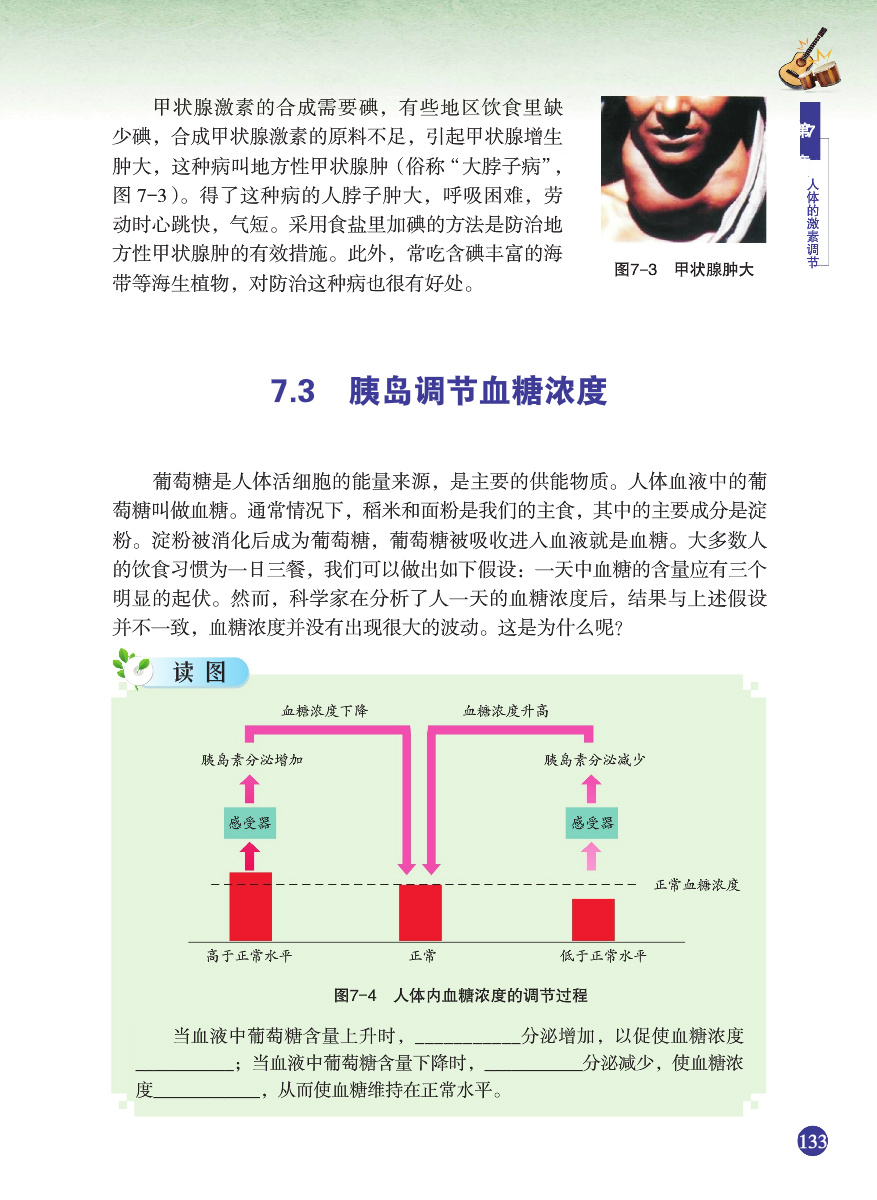 甲状腺激素的合成需要碘，有些地区饮食里缺
少碘，合成甲状腺激素的原料不足，引起甲状腺增生
肿大，这种病叫地方性甲状腺肿（俗称“大脖子病”，
图 7-3）。得了这种病的人脖子肿大，呼吸困难，劳
动时心跳快，气短。采用食盐里加碘的方法是防治地
方性甲状腺肿的有效措施。此外，常吃含碘丰富的海
带等海生植物，对防治这种病也很有好处。
图7-3　甲状腺肿大
第7
人体的激素调节
7.3　胰岛调节血糖浓度
葡萄糖是人体活细胞的能量来源，是主要的供能物质。人体血液中的葡
萄糖叫做血糖。通常情况下，稻米和面粉是我们的主食，其中的主要成分是淀
粉。淀粉被消化后成为葡萄糖，葡萄糖被吸收进入血液就是血糖。大多数人
的饮食习惯为一日三餐，我们可以做出如下假设：一天中血糖的含量应有三个
明显的起伏。然而，科学家在分析了人一天的血糖浓度后，结果与上述假设
并不一致，血糖浓度并没有出现很大的波动。这是为什么呢？
读 图
血糖浓度下降
血糖浓度升高
胰岛素分泌增加
胰岛素分泌减少
感受器
感受器
正常血糖浓度
高于正常水平
正常
低于正常水平
图7-4　人体内血糖浓度的调节过程
当血液中葡萄糖含量上升时，___________分泌增加，以促使血糖浓度
__________；当血液中葡萄糖含量下降时，__________分泌减少，使血糖浓
度___________，从而使血糖维持在正常水平。
133